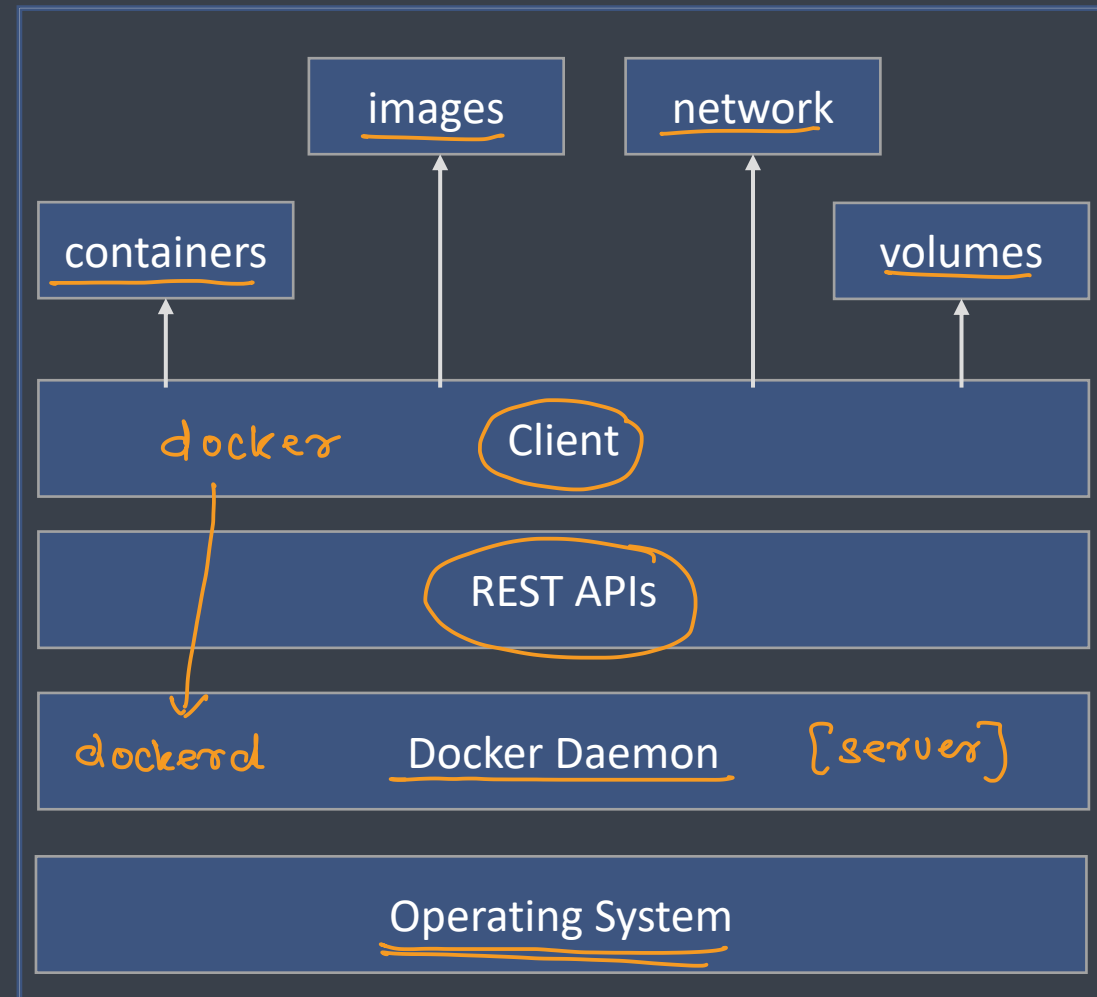 images
network
containers
volumes
docker Client
REST APIs
dockerd Docker Daemon [server]
Operating System